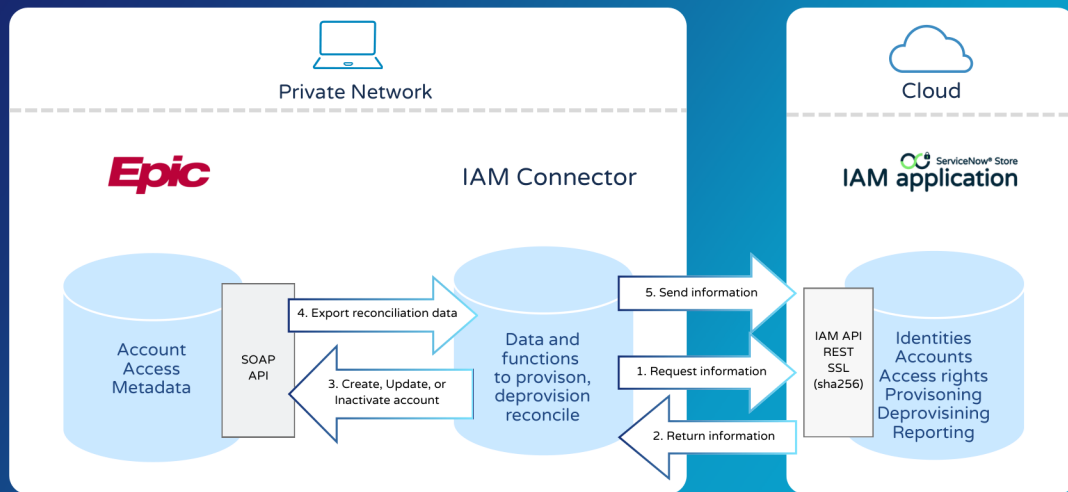 Private Network
Cloud
Epic
IAM Connector
ServiceNow® Store
IAM application
Account
Access
Metadata
SOAP
API
4. Export reconciliation data
3. Create, Update, or
Inactivate account
Data and
functions
to provison,
deprovision
reconcile
5. Send information
1. Request information
2. Return information
IAM API
REST
SSL
(sha256)
Identities
Accounts
Access rights
Provisoning
Deprovisining
Reporting